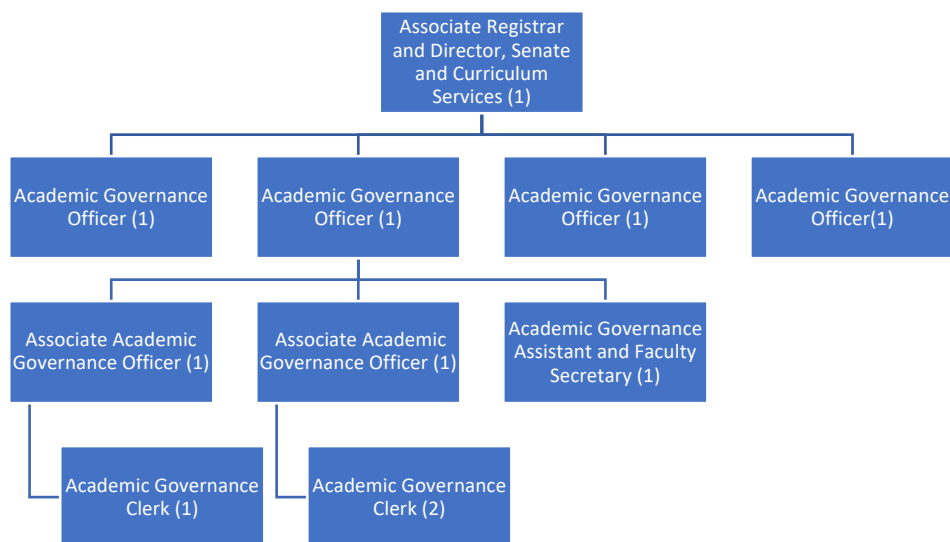 Associate Registrar
and Director, Senate
and Curriculum
Services (1)
Academic Governance
Officer (1)
Academic Governance
Officer (1)
Academic Governance
Officer (1)
Academic Governance
Officer(1)
Associate Academic
Governance Officer (1)
Associate Academic
Governance Officer (1)
Academic Governance
Assistant and Faculty
Secretary (1)
Academic Governance
Clerk (1)
Academic Governance
Clerk (2)